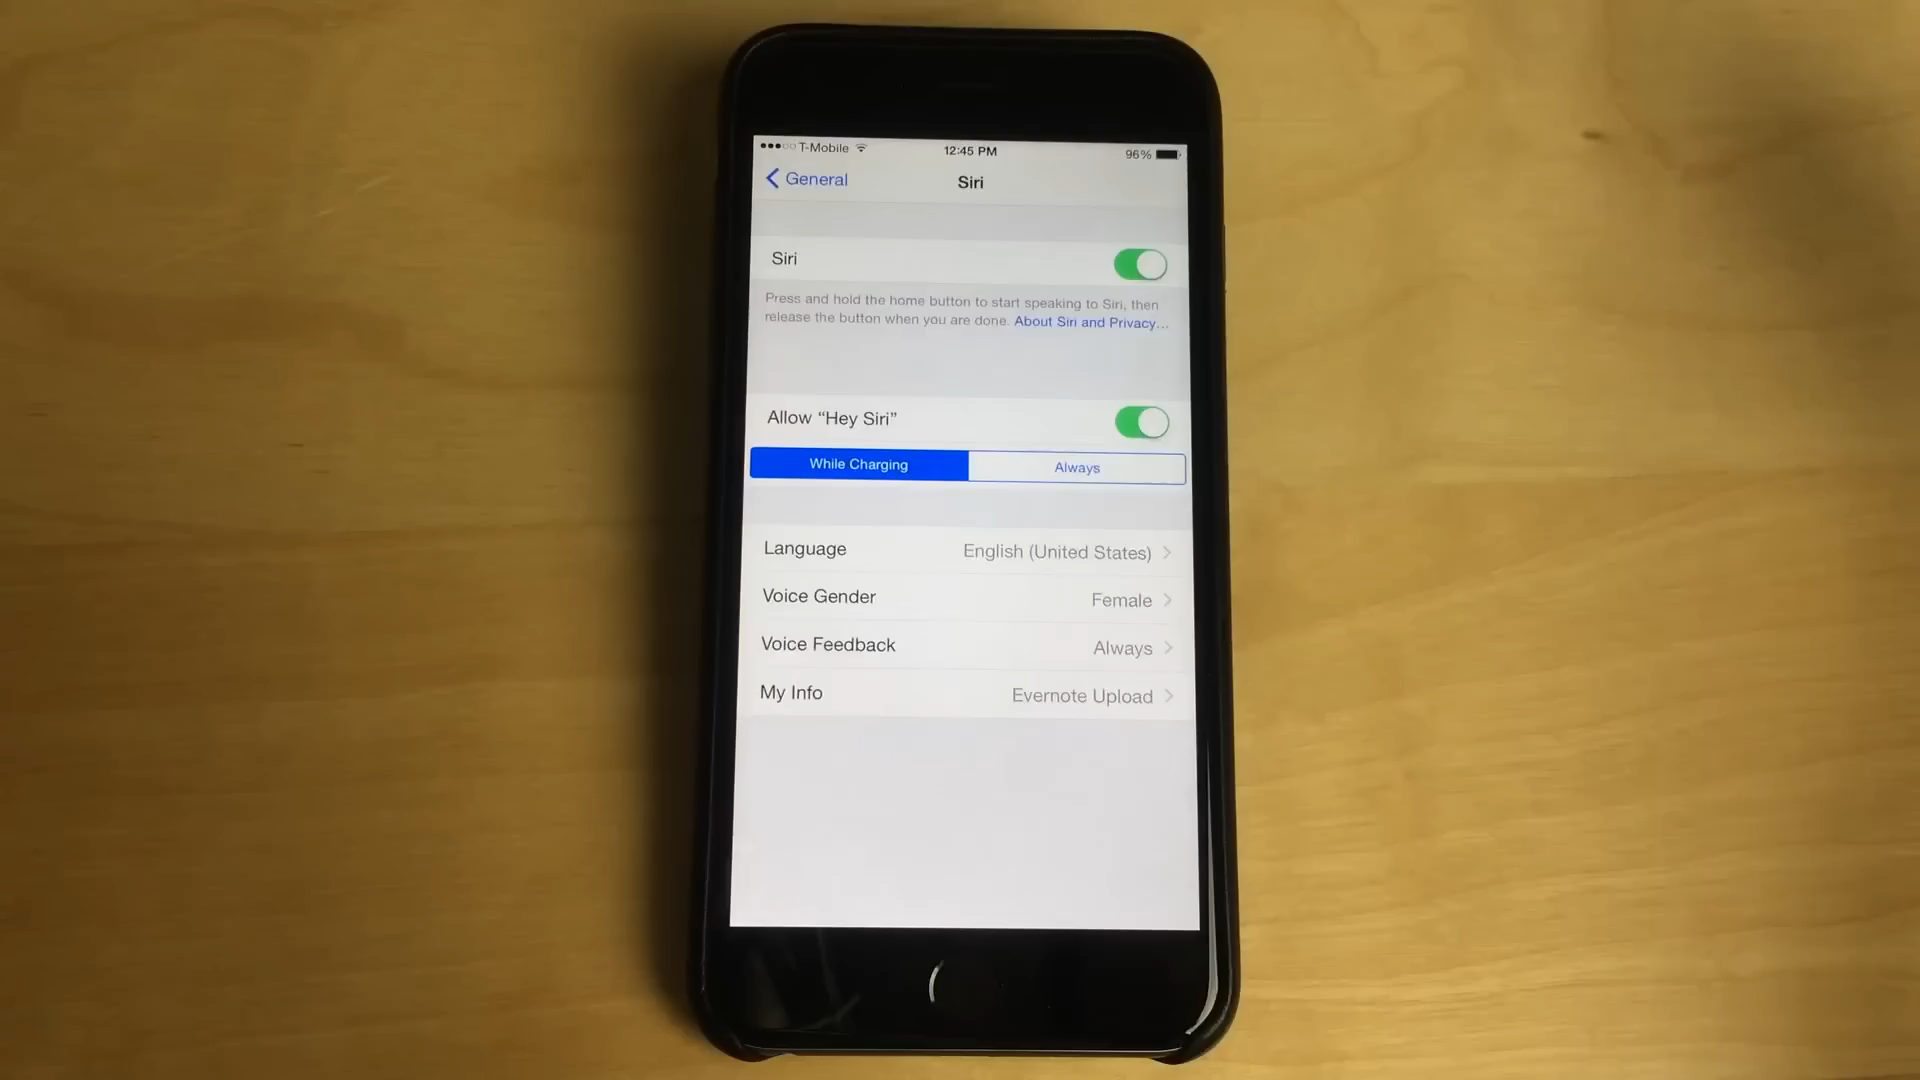 T-Mobile 12:45 PM 96%
General Siri
Siri
Press and hold the home button to start speaking to Siri, then
release the button when you are done. About Siri and Privacy...
Allow “Hey Siri”
While Charging Always
Language English (United States)
Voice Gender Female
Voice Feedback Always
My Info Evernote Upload